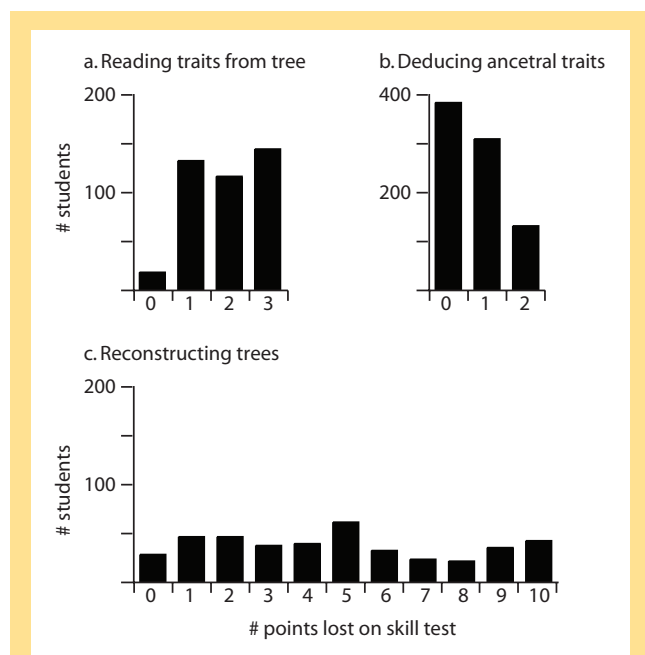 a. Reading traits from tree
200
100
# students
0 1 2 3
b. Deducing ancetral traits
400
200
0 1 2
c. Reconstructing trees
200
100
# students
0 1 2 3 4 5 6 7 8 9 10
# points lost on skill test